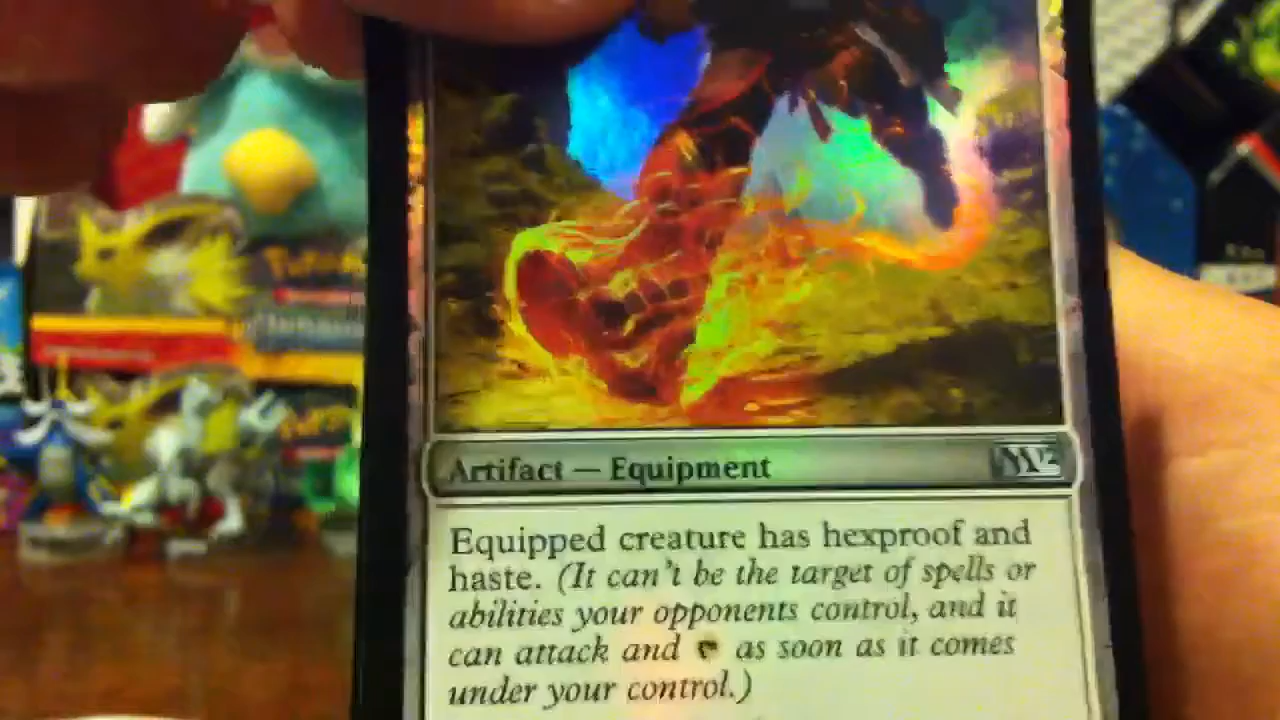 Artifact — Equipment
M12
Equipped creature has hexproof and
haste. (It can't be the target of spells or
abilities your opponents control, and it
can attack and as soon as it comes
under your control.)